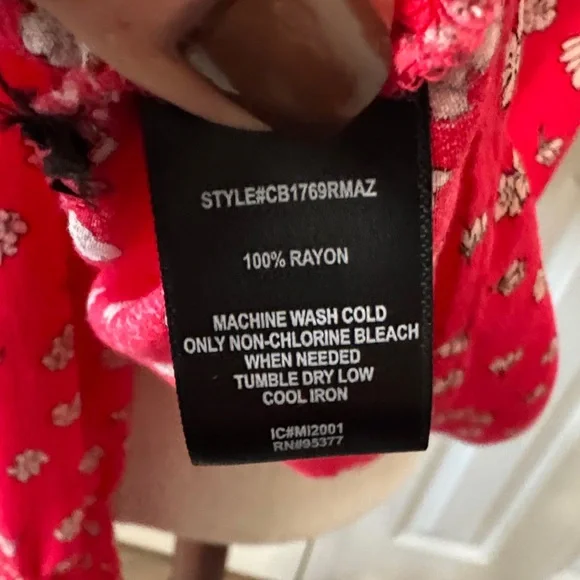 STYLE#CB1769RMAZ
100% RAYON
MACHINE WASH COLD
ONLY NON-CHLORINE BLEACH
WHEN NEEDED
TUMBLE DRY LOW
COOL IRON
IC#MI2001
RN#95377